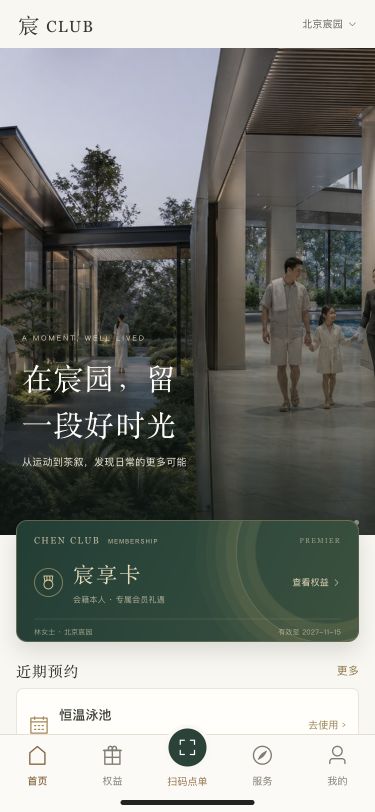 宸 CLUB
北京宸园
A MOMENT, WELL LIVED
在宸园，留
一段好时光
从运动到茶叙，发现日常的更多可能
CHEN CLUB MEMBERSHIP
PREMIER
宸享卡
会籍本人 · 专属会员礼遇
查看权益
林女士 · 北京宸园
有效至 2027-11-15
近期预约
更多
恒温泳池
去使用
首页
权益
扫码点单
服务
我的